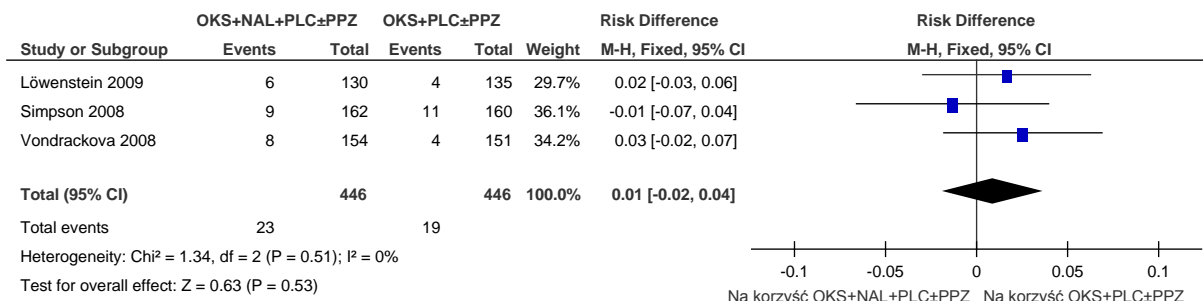 OKS+NAL+PLC±PPZ OKS+PLC±PPZ Risk Difference Risk Difference
Study or Subgroup Events Total Events Total Weight M-H, Fixed, 95% CI M-H, Fixed, 95% CI
Löwenstein 2009 6 130 4 135 29.7% 0.02 [-0.03, 0.06]
Simpson 2008 9 162 11 160 36.1% -0.01 [-0.07, 0.04]
Vondrackova 2008 8 154 4 151 34.2% 0.03 [-0.02, 0.07]
Total (95% CI) 446 446 100.0% 0.01 [-0.02, 0.04]
Total events 23 19
Heterogeneity: Chi² = 1.34, df = 2 (P = 0.51); I² = 0%
Test for overall effect: Z = 0.63 (P = 0.53)
-0.1 -0.05 0 0.05 0.1
Na korzyść OKS+NAL+PLC±PPZ Na korzyść OKS+PLC±PPZ